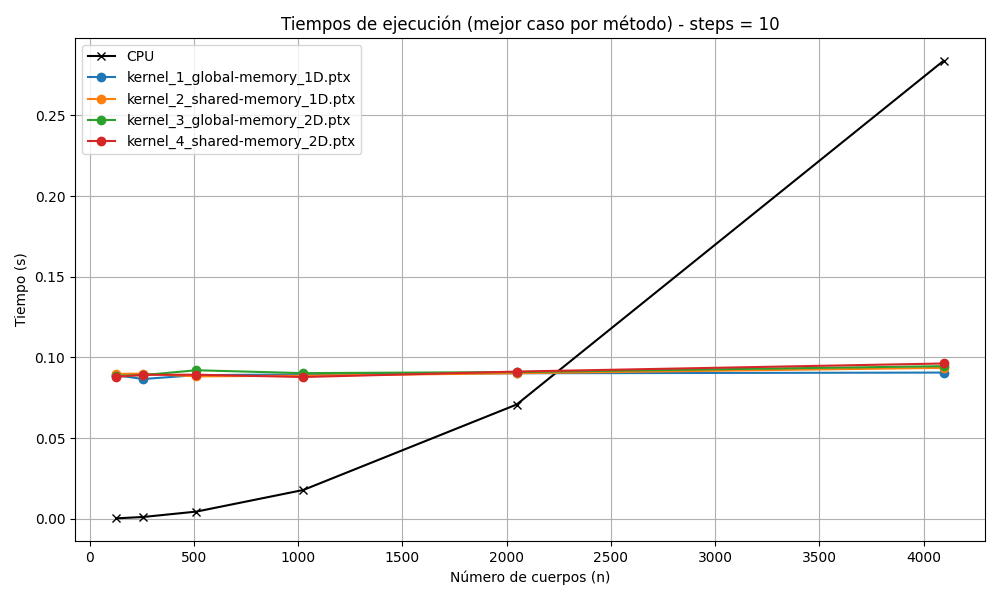 Tiempos de ejecución (mejor caso por método) - steps = 10
CPU
kernel_1_global-memory_1D.ptx
kernel_2_shared-memory_1D.ptx
kernel_3_global-memory_2D.ptx
kernel_4_shared-memory_2D.ptx
Tiempo (s)
0.25
0.20
0.15
0.10
0.05
0.00
0 500 1000 1500 2000 2500 3000 3500 4000
Número de cuerpos (n)